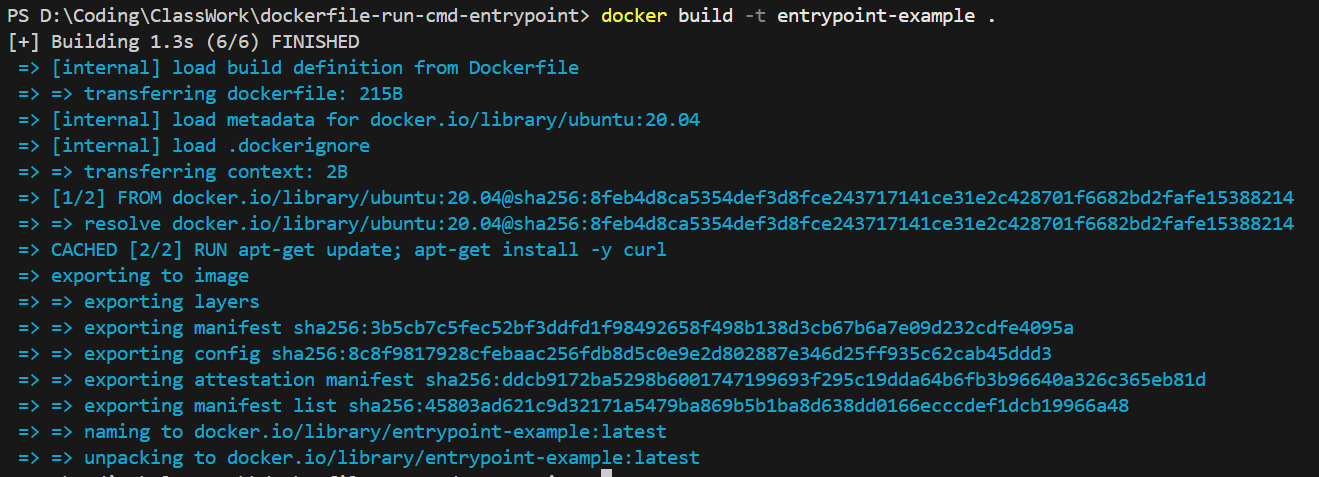 PS D:\Coding\ClassWork\dockerfile-run-cmd-entrypoint> docker build -t entrypoint-example .
[+] Building 1.3s (6/6) FINISHED
=> [internal] load build definition from Dockerfile
=> => transferring dockerfile: 215B
=> [internal] load metadata for docker.io/library/ubuntu:20.04
=> [internal] load .dockerignore
=> => transferring context: 2B
=> [1/2] FROM docker.io/library/ubuntu:20.04@sha256:8feb4d8ca5354def3d8fce243717141ce31e2c428701f6682bd2fafe15388214
=> => resolve docker.io/library/ubuntu:20.04@sha256:8feb4d8ca5354def3d8fce243717141ce31e2c428701f6682bd2fafe15388214
=> CACHED [2/2] RUN apt-get update; apt-get install -y curl
=> exporting to image
=> => exporting layers
=> => exporting manifest sha256:3b5cb7c5fec52bf3ddfd1f98492658f498b138d3cb67b6a7e09d232cdfe4095a
=> => exporting config sha256:8c8f9817928cfebaac256fdb8d5c0e9e2d802887e346d25ff935c62cab45ddd3
=> => exporting attestation manifest sha256:ddcb9172ba5298b6001747199693f295c19dda64b6fb3b96640a326c365eb81d
=> => exporting manifest list sha256:45803ad621c9d32171a5479ba869b5b1ba8d638dd0166ecccdef1dcb19966a48
=> => naming to docker.io/library/entrypoint-example:latest
=> => unpacking to docker.io/library/entrypoint-example:latest